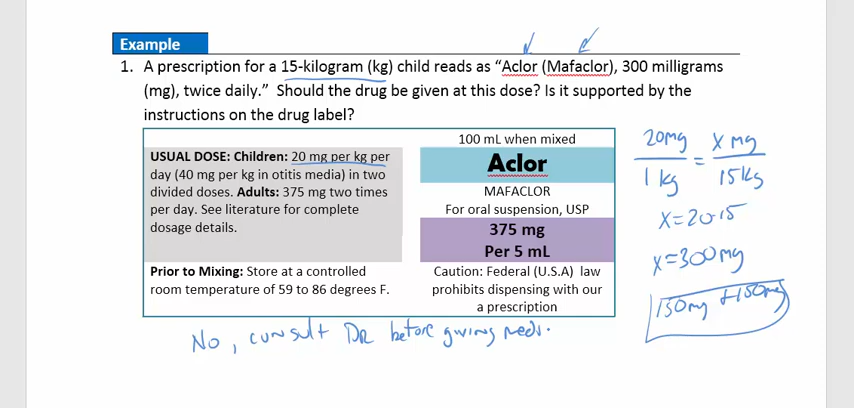 Example
1. A prescription for a 15-kilogram (kg) child reads as “Aclor (Mafaclor), 300 milligrams
(mg), twice daily.” Should the drug be given at this dose? Is it supported by the
instructions on the drug label?
USUAL DOSE: Children: 20 mg per kg per
day (40 mg per kg in otitis media) in two
divided doses. Adults: 375 mg two times
per day. See literature for complete
dosage details.
Prior to Mixing: Store at a controlled
room temperature of 59 to 86 degrees F.
100 mL when mixed
Aclor
MAFACLOR
For oral suspension, USP
375 mg
Per 5 mL
Caution: Federal (U.S.A) law
prohibits dispensing with our
a prescription
20mg/1 kg = x mg/15kg
x=20·15
x=300mg
150mg + 150mg
No, consult DR before giving meds.